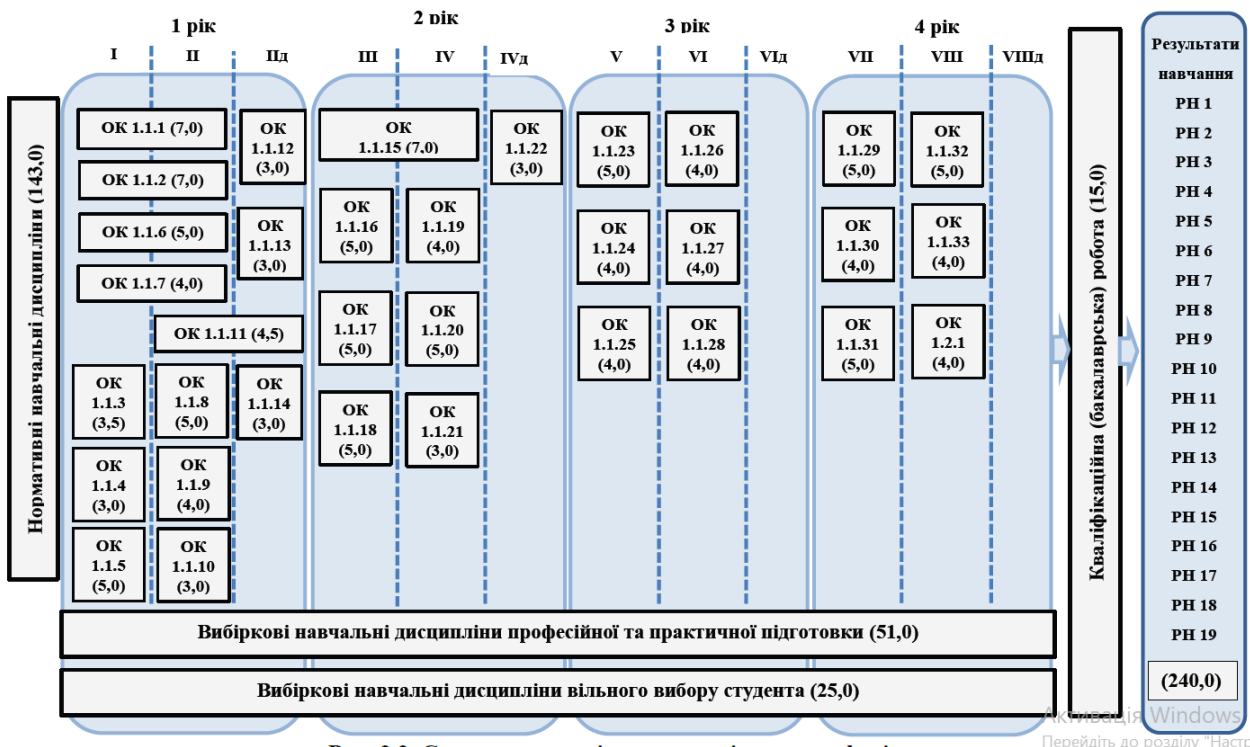 1 рік
2 рік
3 рік
4 рік
I
II
IIд
III
IV
IVд
V
VI
VIд
VII
VIII
VIIIд
Нормативні навчальні дисципліни (143,0)
ОК 1.1.1 (7,0)
ОК 1.1.2 (7,0)
ОК 1.1.6 (5,0)
ОК 1.1.7 (4,0)
ОК 1.1.11 (4,5)
ОК
1.1.3
(3,5)
ОК
1.1.4
(3,0)
ОК
1.1.5
(5,0)
ОК
1.1.8
(5,0)
ОК
1.1.9
(4,0)
ОК
1.1.10
(3,0)
ОК
1.1.12
(3,0)
ОК
1.1.13
(3,0)
ОК
1.1.14
(3,0)
ОК
1.1.15 (7,0)
ОК
1.1.16
(5,0)
ОК
1.1.17
(5,0)
ОК
1.1.18
(5,0)
ОК
1.1.19
(4,0)
ОК
1.1.20
(5,0)
ОК
1.1.21
(3,0)
ОК
1.1.22
(3,0)
ОК
1.1.23
(5,0)
ОК
1.1.24
(4,0)
ОК
1.1.25
(4,0)
ОК
1.1.26
(4,0)
ОК
1.1.27
(4,0)
ОК
1.1.28
(4,0)
ОК
1.1.29
(5,0)
ОК
1.1.30
(4,0)
ОК
1.1.31
(5,0)
ОК
1.1.32
(5,0)
ОК
1.1.33
(4,0)
ОК
1.2.1
(4,0)
Вибіркові навчальні дисципліни професійної та практичної підготовки (51,0)
Вибіркові навчальні дисципліни вільного вибору студента (25,0)
Кваліфікаційна (бакалаврська) робота (15,0)
Результати
навчання
РН 1
РН 2
РН 3
РН 4
РН 5
РН 6
РН 7
РН 8
РН 9
РН 10
РН 11
РН 12
РН 13
РН 14
РН 15
РН 16
РН 17
РН 18
РН 19
(240,0)
Активація Windows
Перейдіть до розділу